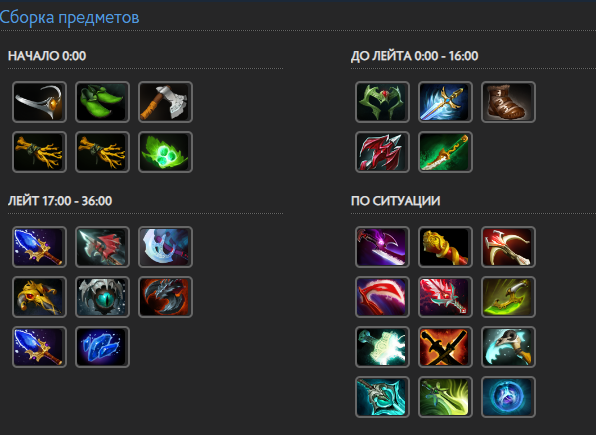 Сборка предметов
НАЧАЛО 0:00
ДО ЛЕЙТА 0:00 - 16:00
ЛЕЙТ 17:00 - 36:00
ПО СИТУАЦИИ